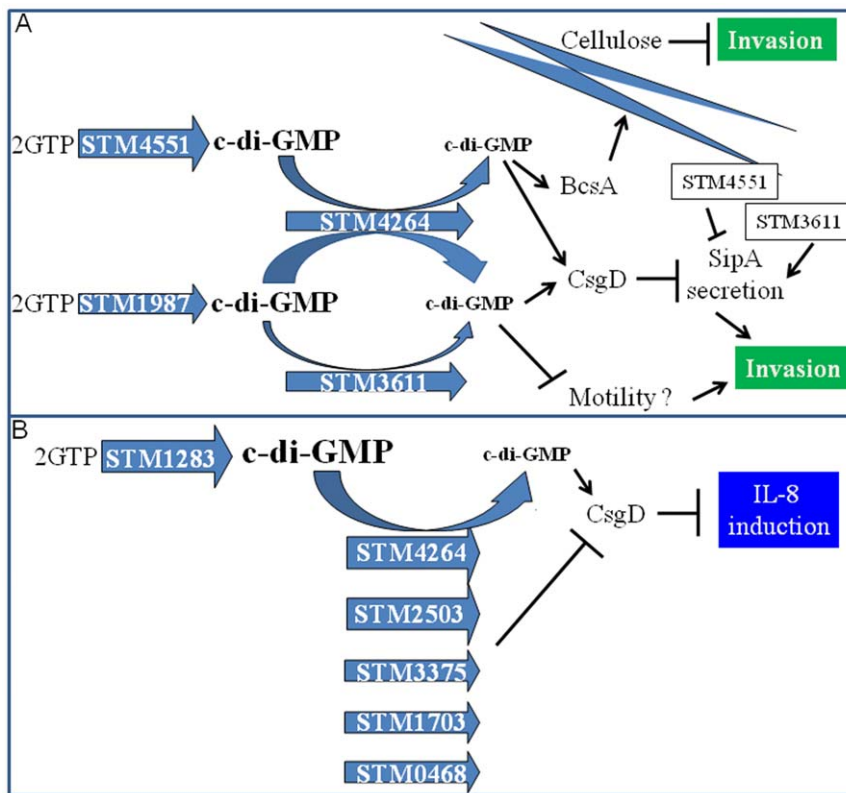 A
Cellulose
Invasion
2GTP STM4551 c-di-GMP
c-di-GMP
BcsA
STM4551
STM4264
STM3611
SipA
secretion
CsgD
2GTP STM1987 c-di-GMP
c-di-GMP
STM3611
Motility ?
Invasion
B
2GTP STM1283 c-di-GMP
c-di-GMP
CsgD
IL-8
induction
STM4264
STM2503
STM3375
STM1703
STM0468